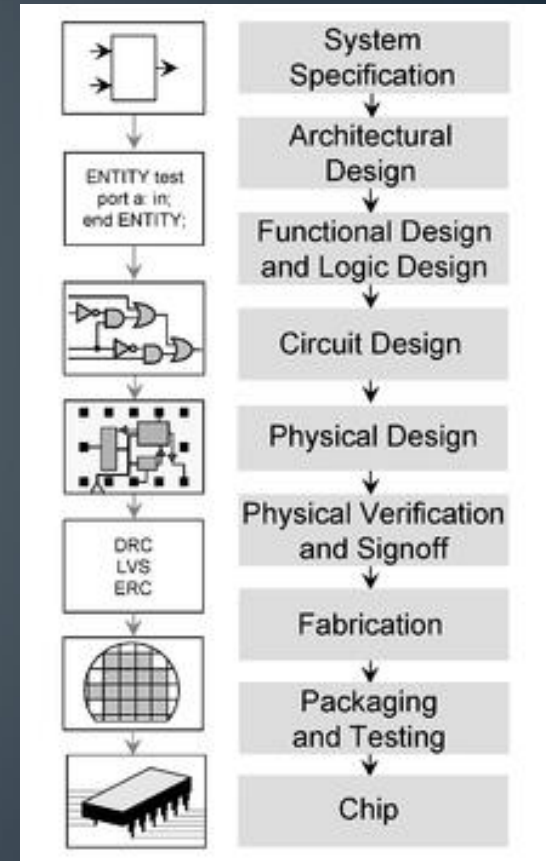 System
Specification
Architectural
Design
ENTITY test
port a: in;
end ENTITY;
Functional Design
and Logic Design
Circuit Design
Physical Design
Physical Verification
and Signoff
DRC
LVS
ERC
Fabrication
Packaging
and Testing
Chip